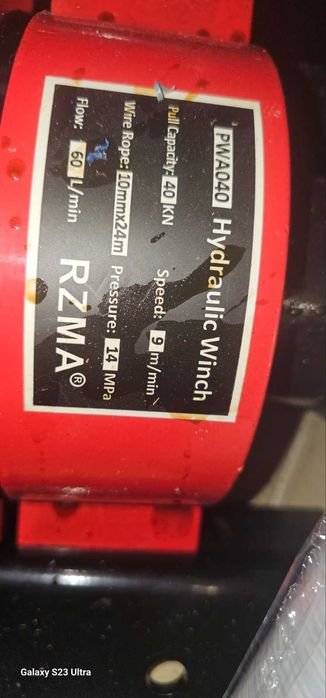 PWA040 Hydraulic Winch
Pull Capacity: 40 KN Speed: 9 m/min
Wire Rope: 10mmx24m Pressure: 14 MPa
Flow: 60 L/min RZMA®
Galaxy S23 Ultra